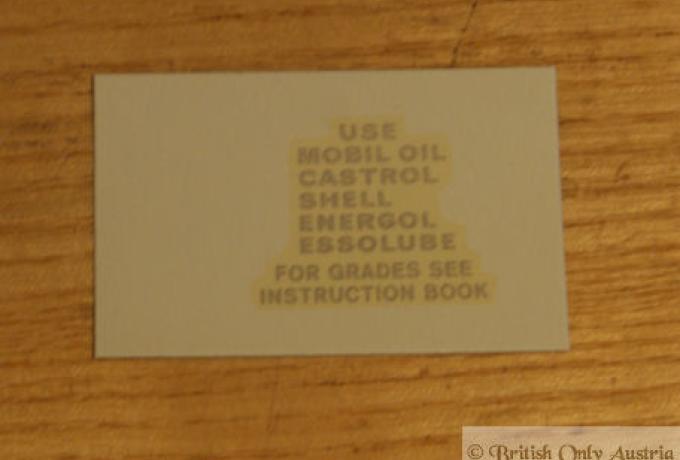 USE
MOBIL OIL
CASTROL
SHELL
ENERGOL
ESSOLUBE
FOR GRADES SEE
INSTRUCTION BOOK
© British Only Austria